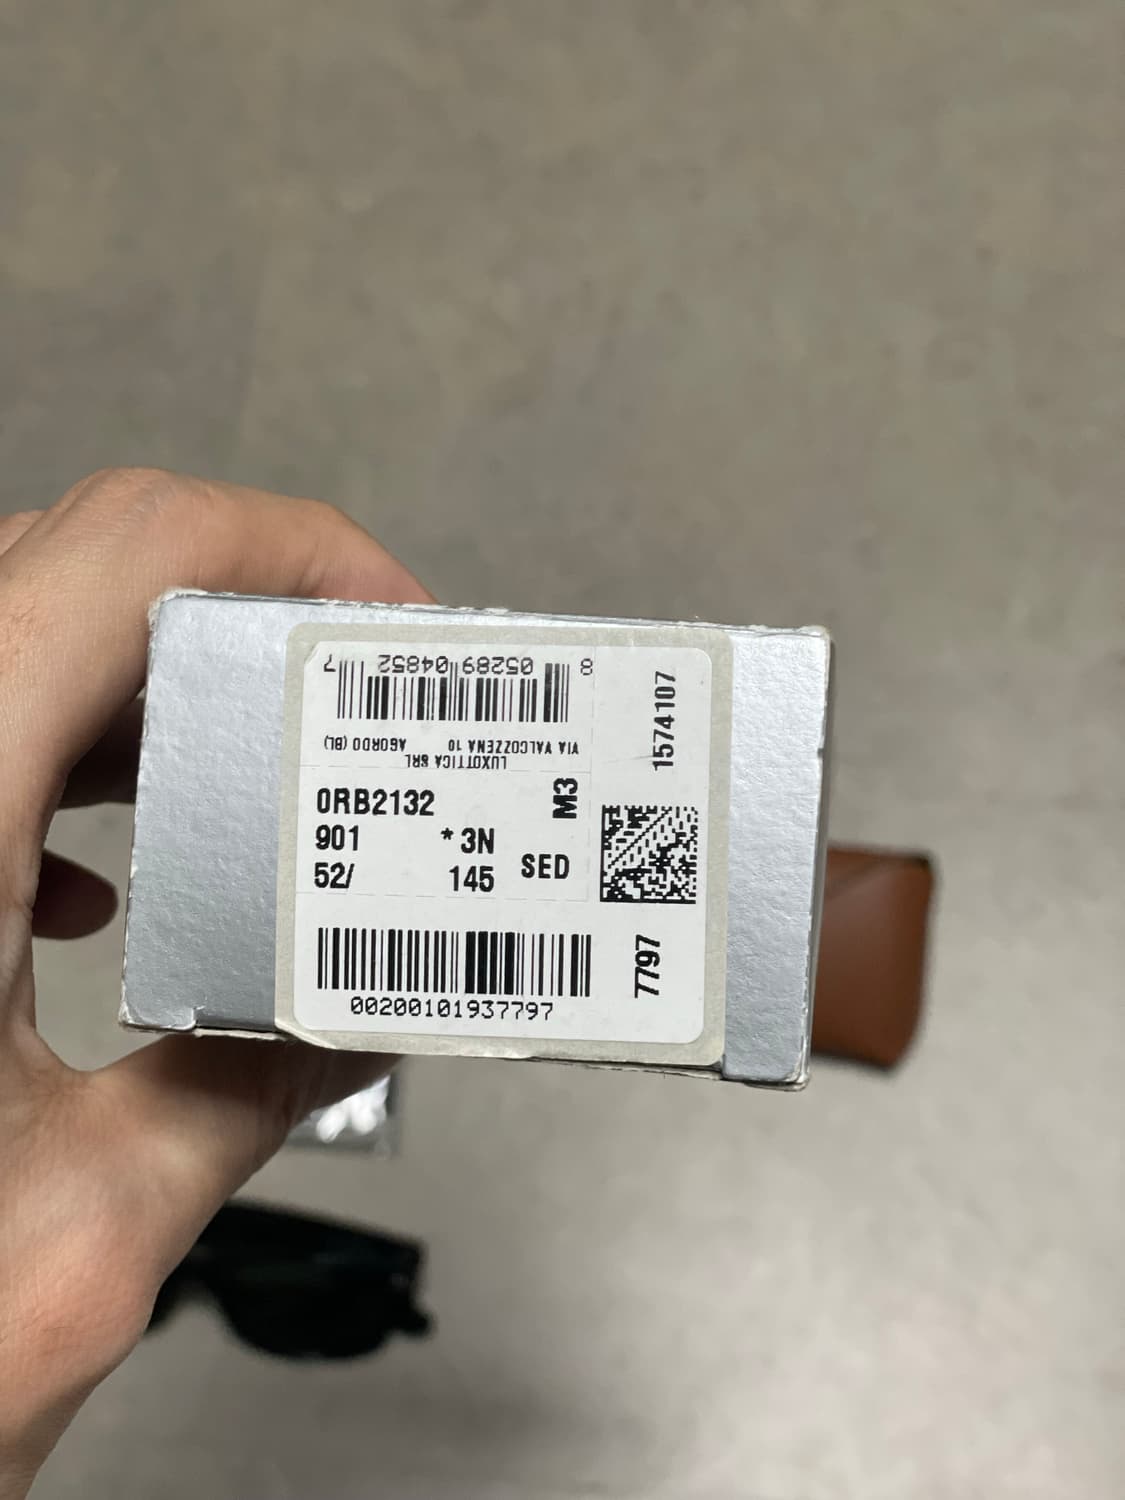 8 05289 04852 7
LUXOTTICA SRL
VIA VALCOZZENA 10 AGORDO (BL)
1574107
0RB2132
M3
901 * 3N
52/ 145 SED
7797
00200101937797